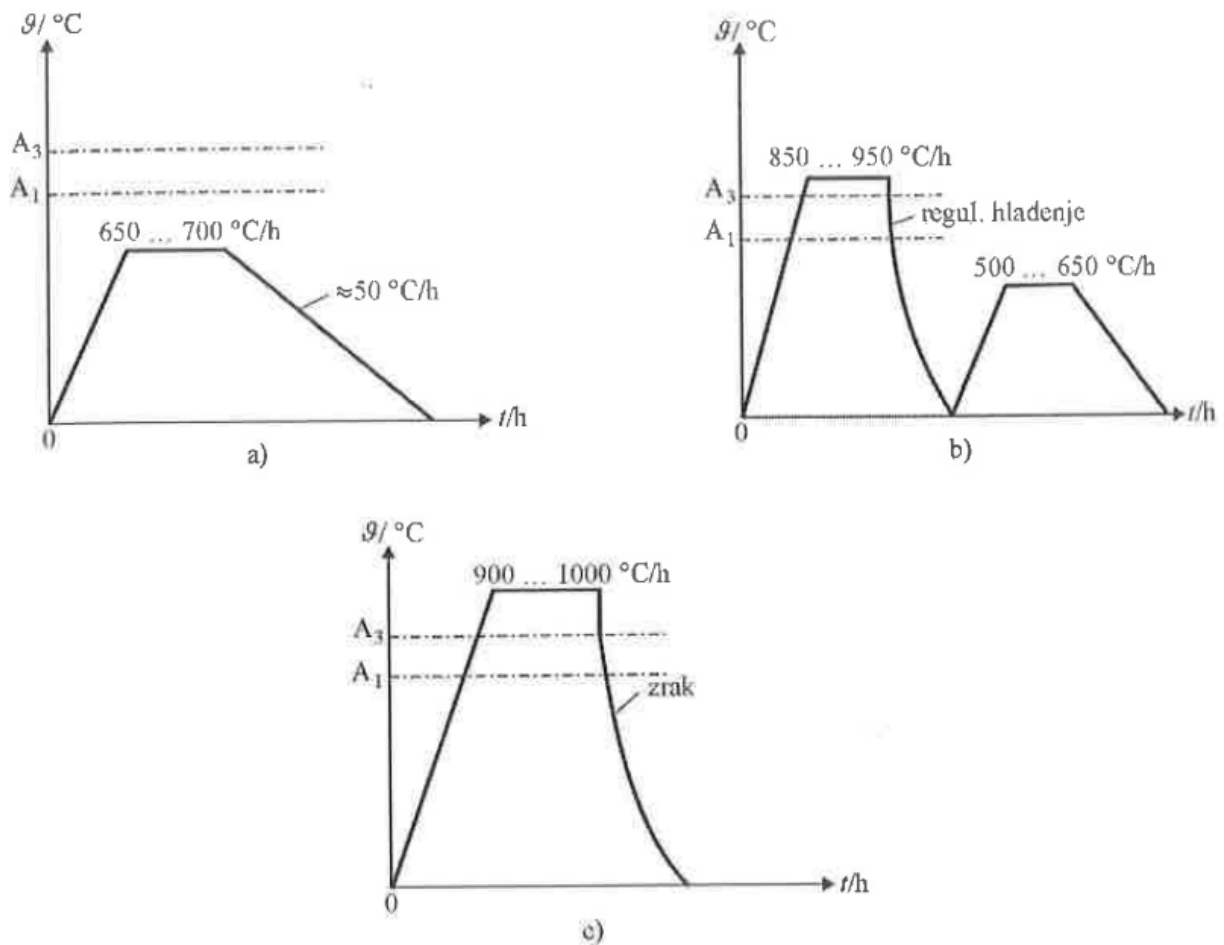 ϑ/ °C
A₃
A₁
650 ... 700 °C/h
≈50 °C/h
0
t/h
a)
ϑ/ °C
850 ... 950 °C/h
A₃
regul. hlađenje
A₁
500 ... 650 °C/h
0
t/h
b)
ϑ/ °C
900 ... 1000 °C/h
A₃
A₁
zrak
0
t/h
c)